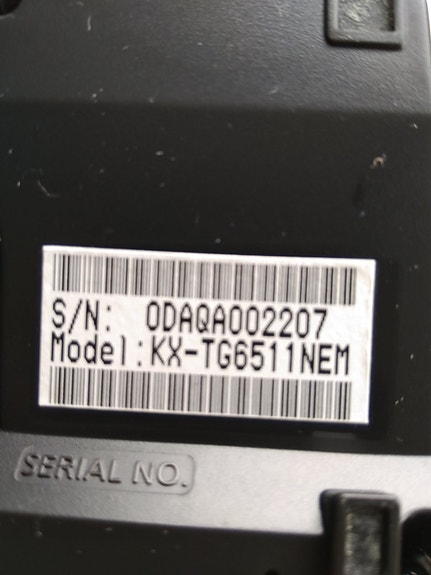 S/N: 0DAQA002207
Model:KX-TG6511NEM
SERIAL NO.